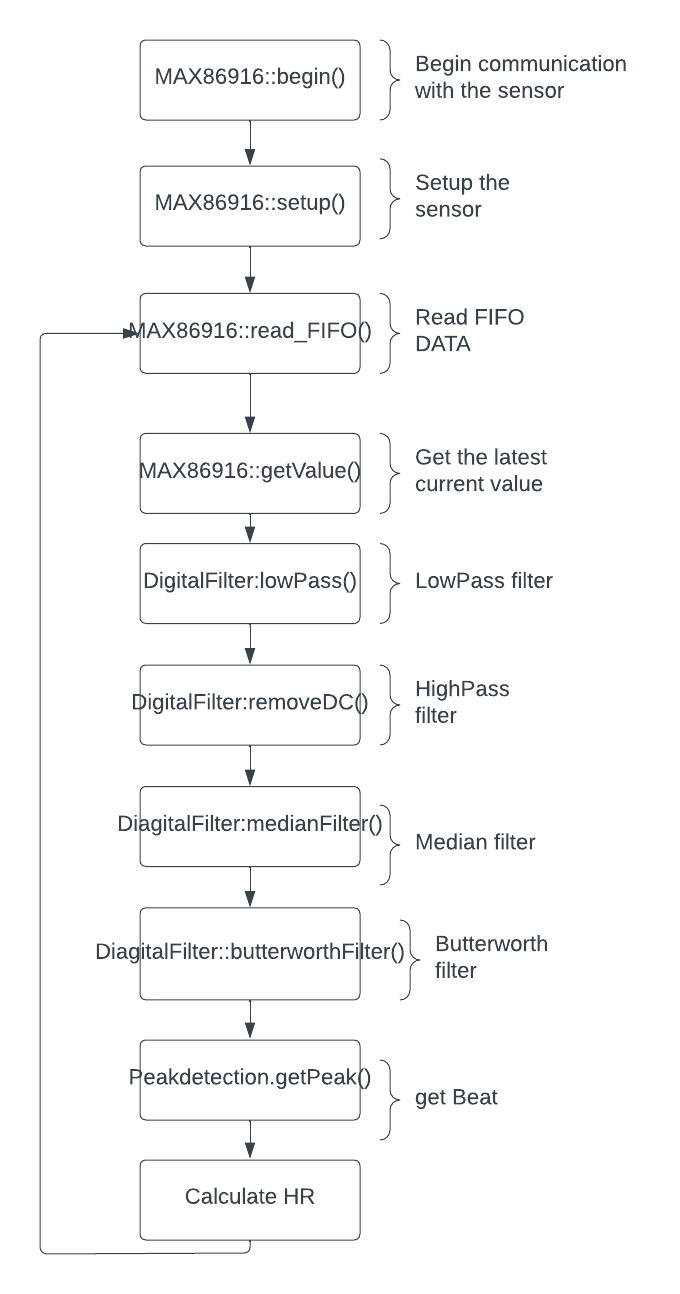 MAX86916::begin()
Begin communication
with the sensor
MAX86916::setup()
Setup the
sensor
MAX86916::read_FIFO()
Read FIFO
DATA
MAX86916::getValue()
Get the latest
current value
DigitalFilter:lowPass()
LowPass filter
DigitalFilter:removeDC()
HighPass
filter
DiagitalFilter:medianFilter()
Median filter
DiagitalFilter::butterworthFilter()
Butterworth
filter
Peakdetection.getPeak()
get Beat
Calculate HR